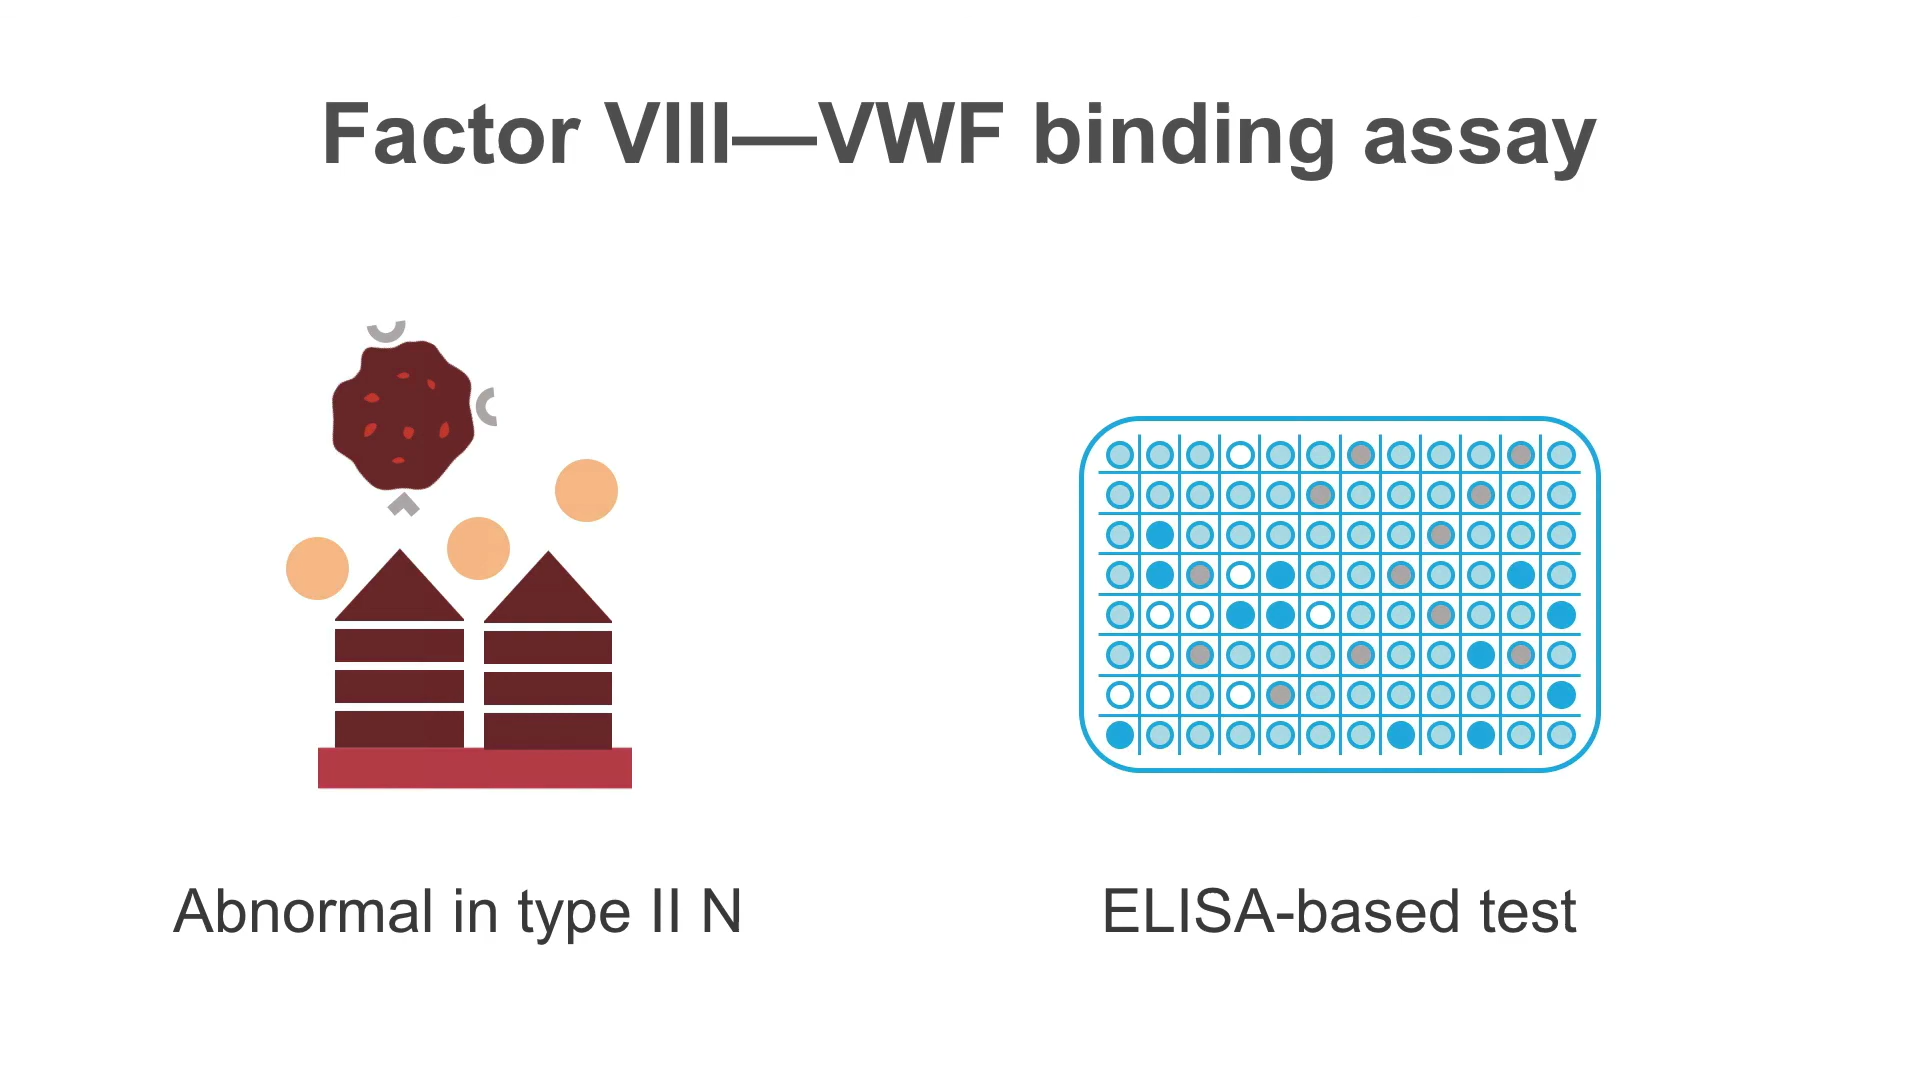 Factor VIII—VWF binding assay
Abnormal in type II N
ELISA-based test